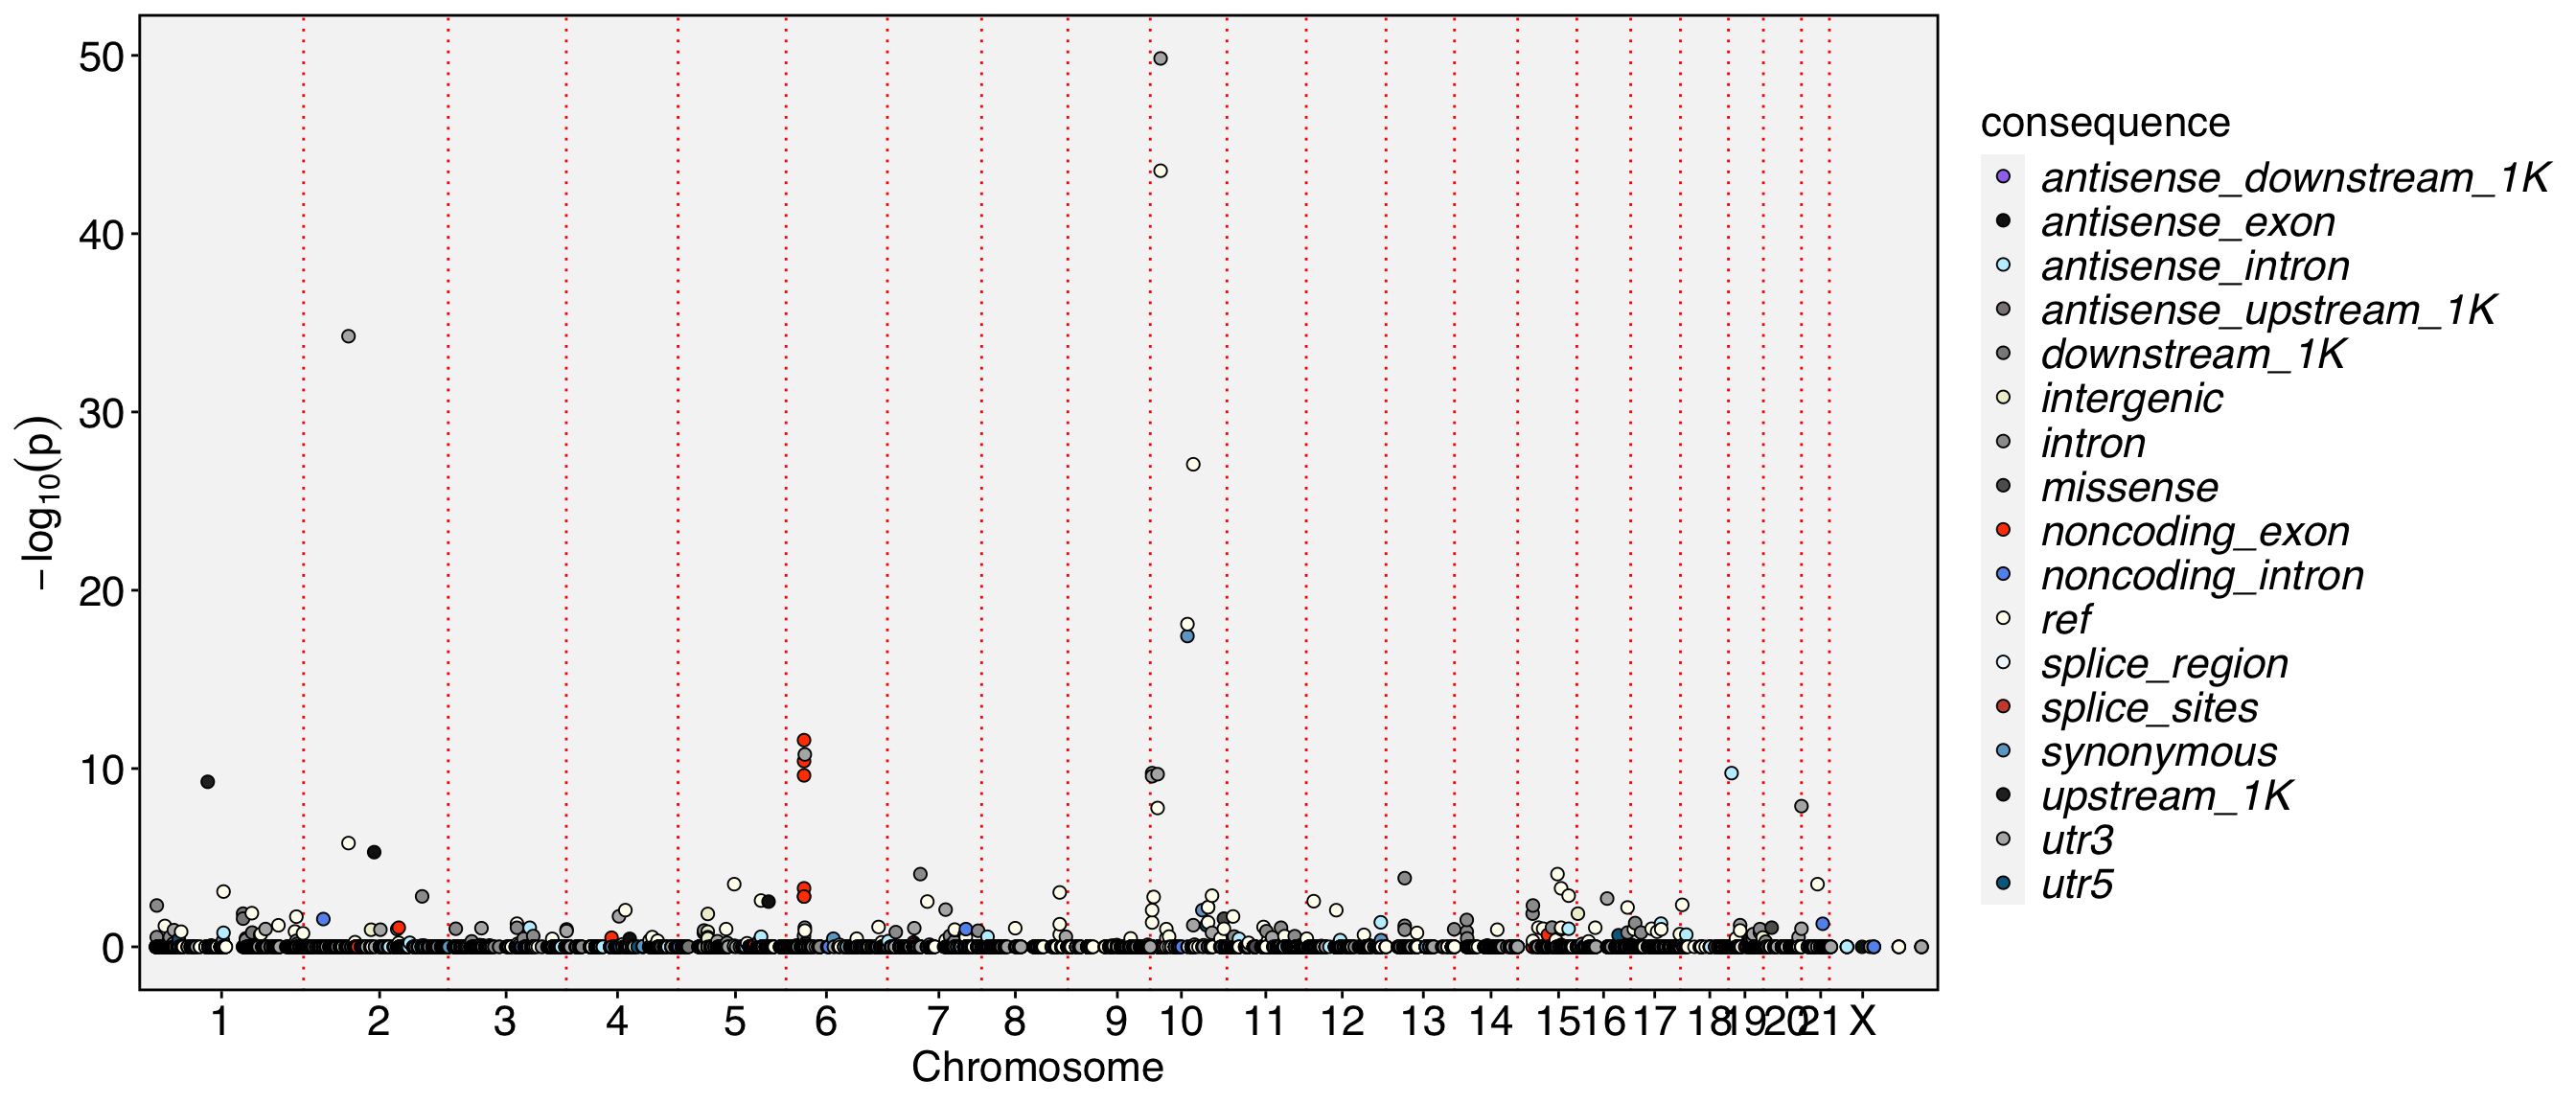 50
40
30
20
10
0
−log10(p)
1 2 3 4 5 6 7 8 9 10 11 12 13 14 15 16 17 18 19 20 21 X
Chromosome
consequence
antisense_downstream_1K
antisense_exon
antisense_intron
antisense_upstream_1K
downstream_1K
intergenic
intron
missense
noncoding_exon
noncoding_intron
ref
splice_region
splice_sites
synonymous
upstream_1K
utr3
utr5